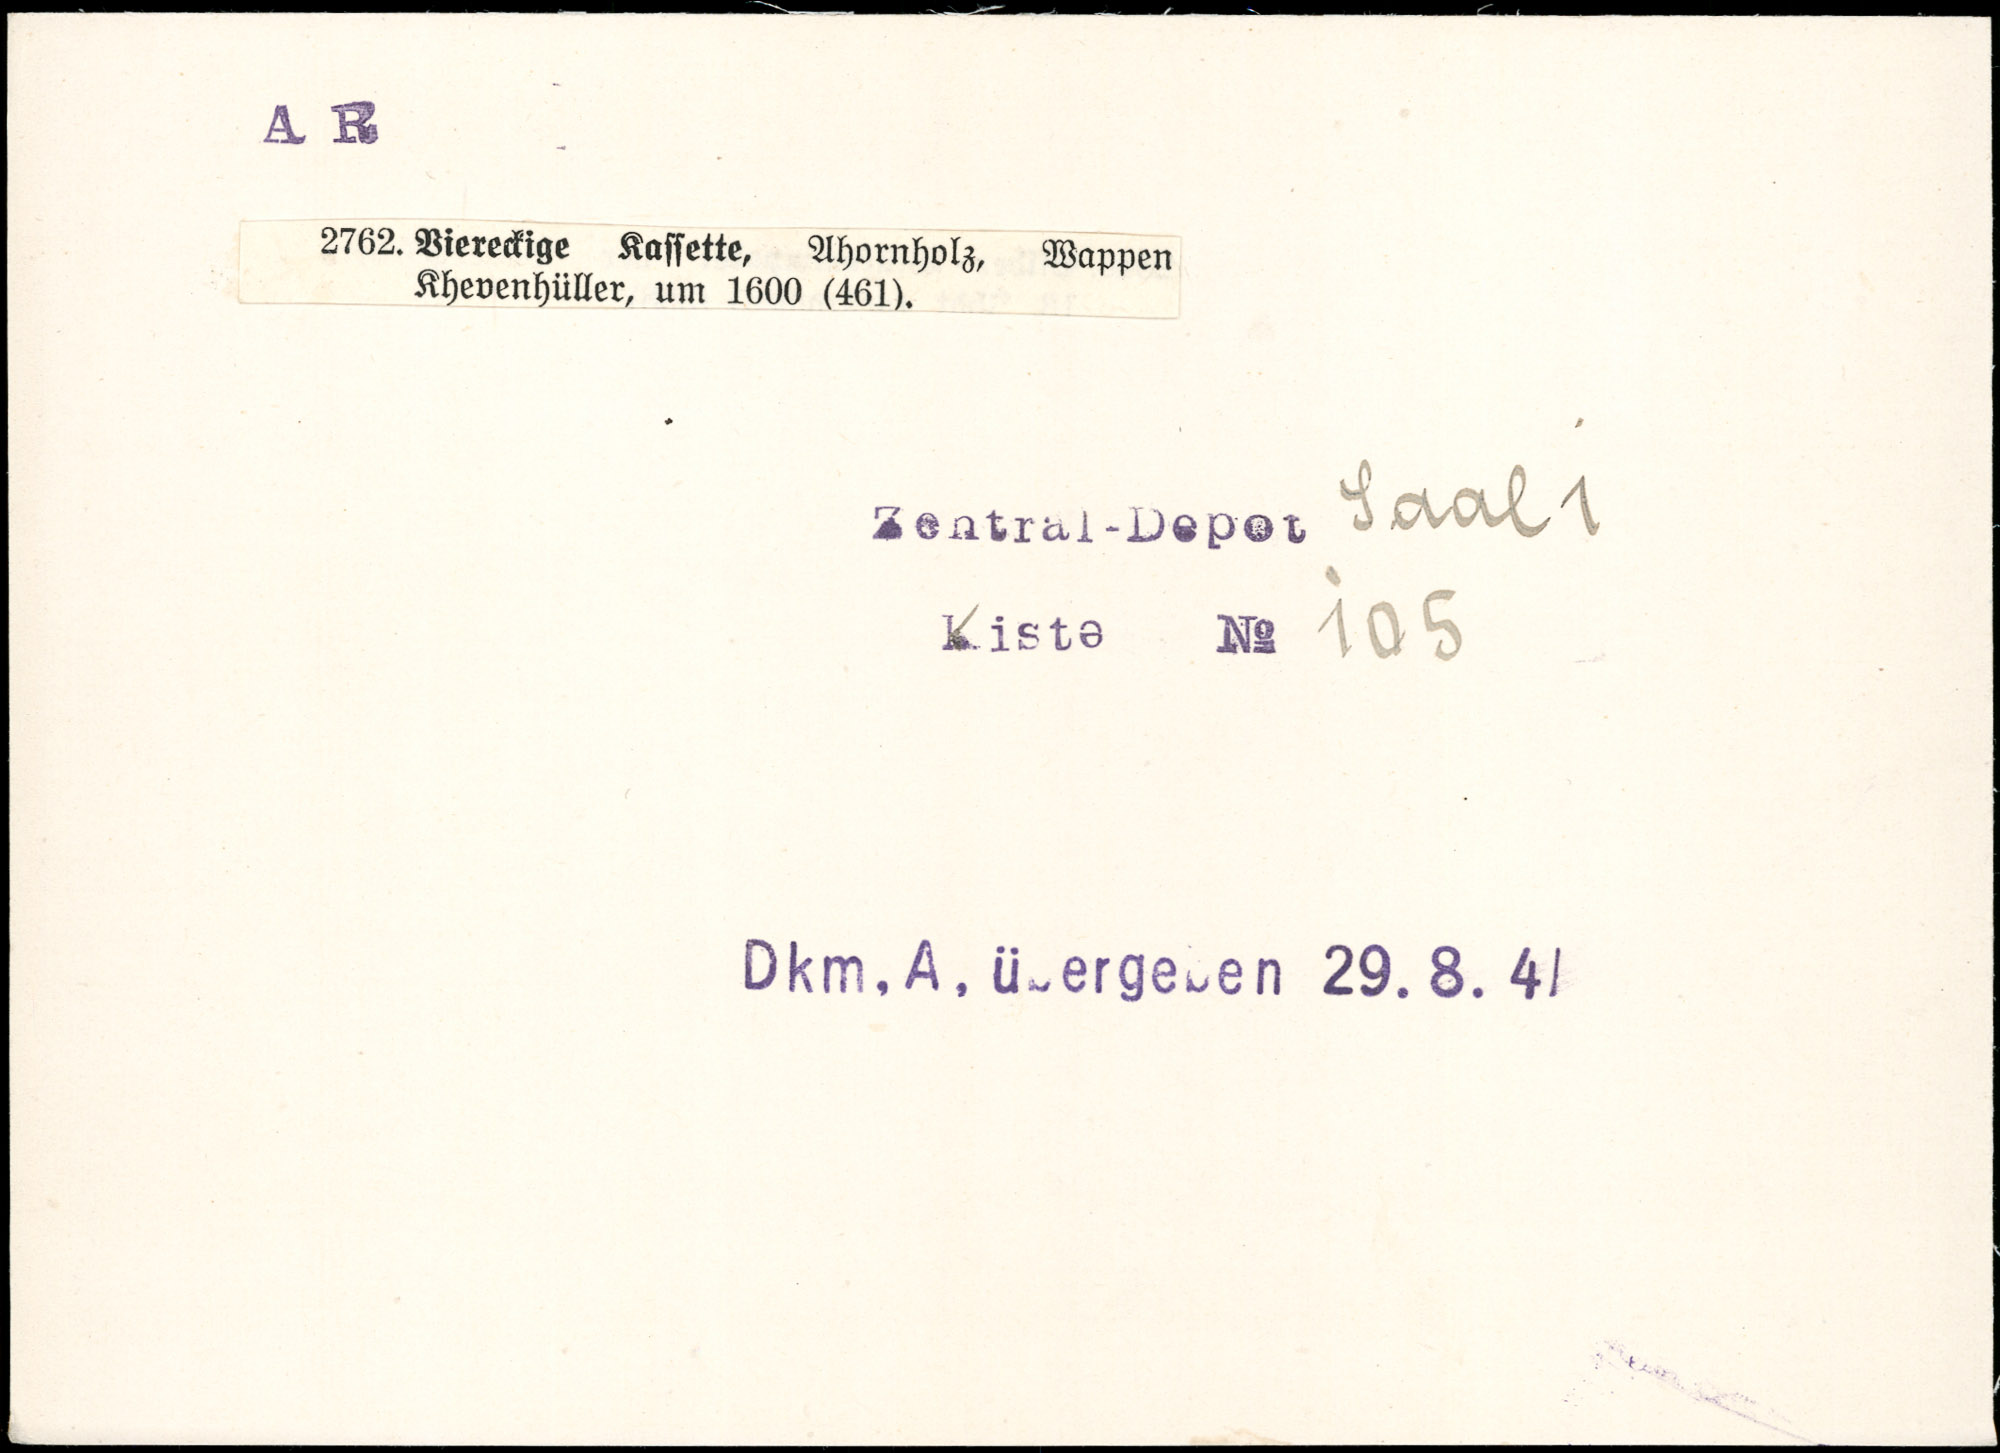 A R
2762. Viereckige Kassette, Ahornholz, Wappen
Khevenhüller, um 1600 (461).
Zentral-Depot Saal 1
Kiste № 105
Dkm, A, übergeben 29. 8. 41